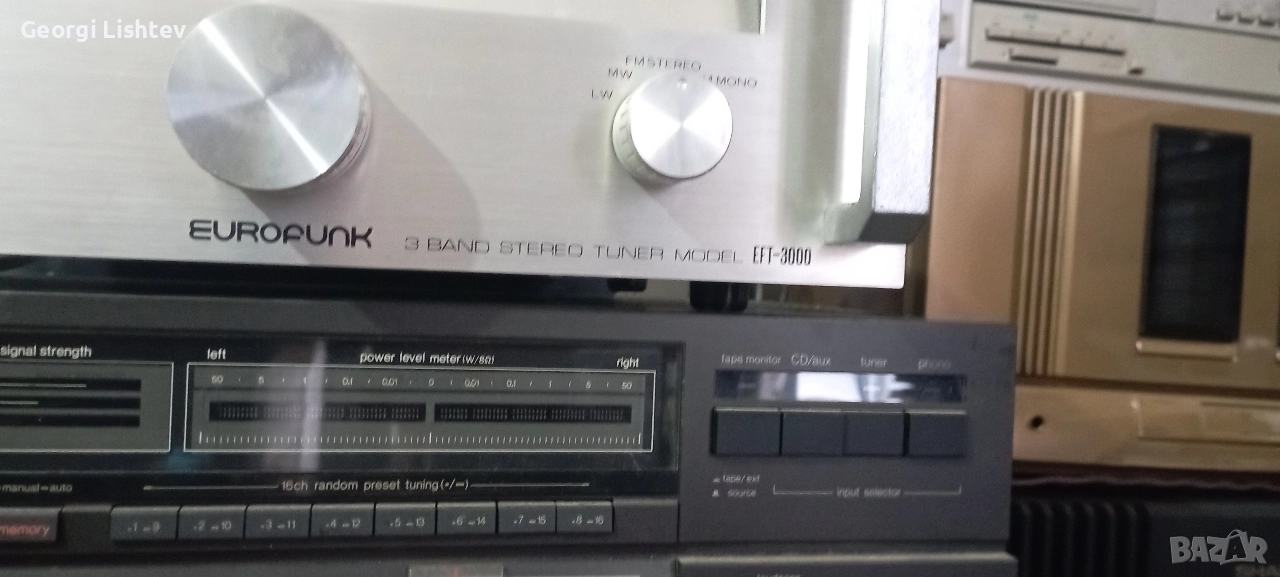 Georgi Lishtev
FM STEREO
MW
MONO
LW
EUROFUNK
3 BAND STEREO TUNER MODEL EFT-3000
signal strength
left
power level meter (W/8Ω)
right
50 · 5 · 1 · 0.1 · 0.01 · 0 · 0.01 · 0.1 · 1 · 5 · 50
tape monitor CD/aux tuner phono
tape/ext
source
input selector
manual auto
16ch random preset tuning (+/−)
memory
1 9
2 10
3 11
4 12
5 13
6 14
7 15
8 16
BAZAR